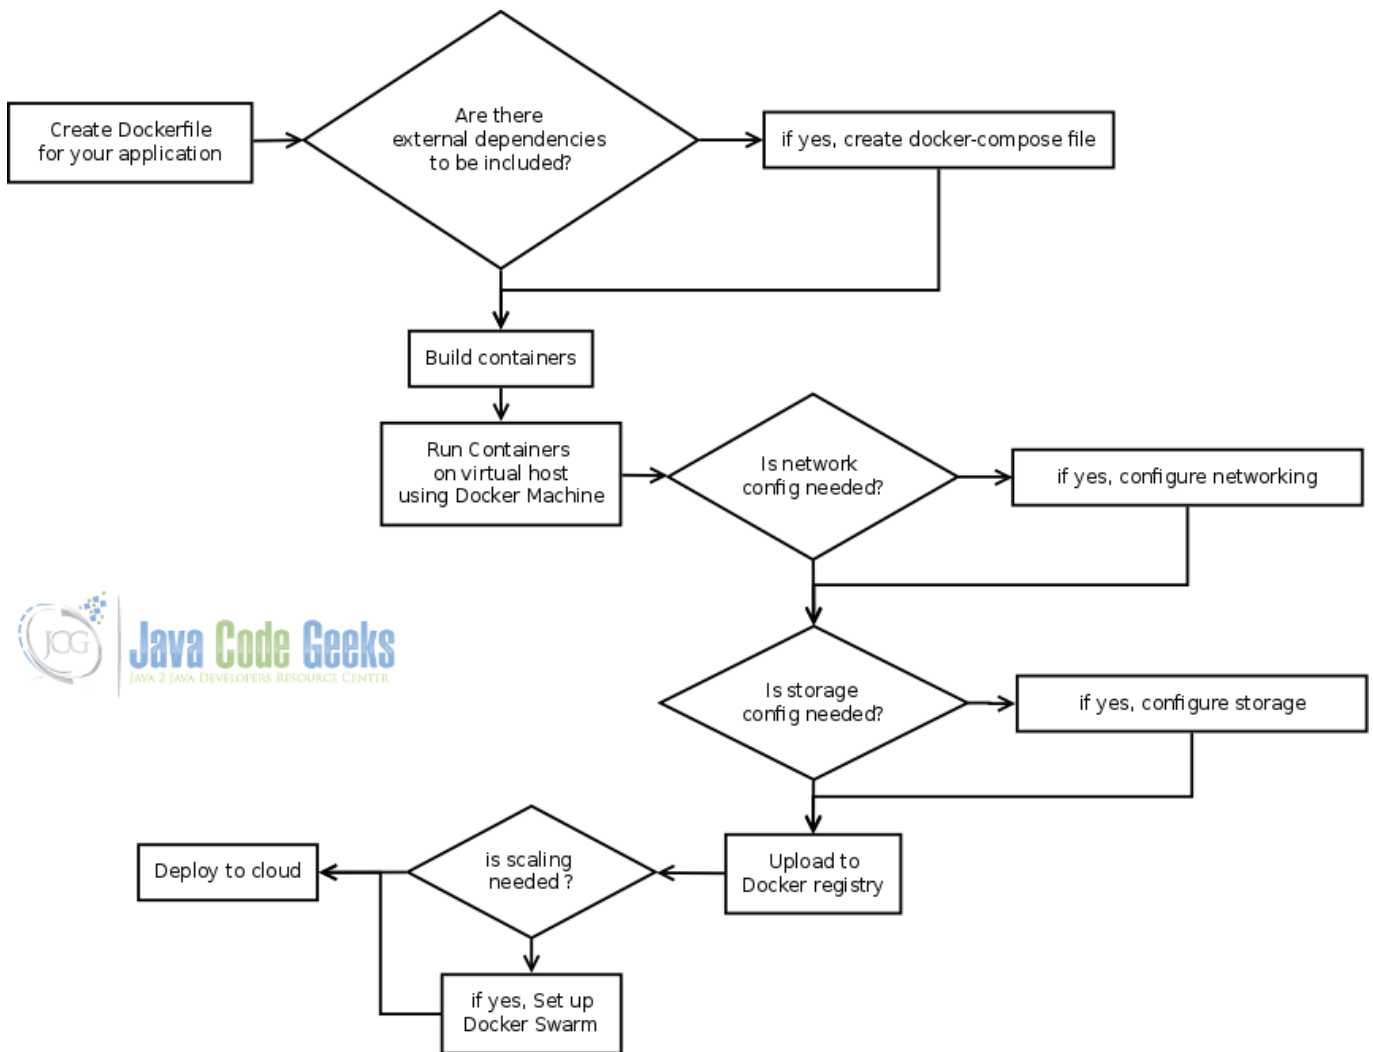 Create Dockerfile
for your application
Are there
external dependencies
to be included?
if yes, create docker-compose file
Build containers
Run Containers
on virtual host
using Docker Machine
Is network
config needed?
if yes, configure networking
JCG
Java Code Geeks
JAVA 2 JAVA DEVELOPERS RESOURCE CENTER
Is storage
config needed?
if yes, configure storage
Upload to
Docker registry
is scaling
needed ?
Deploy to cloud
if yes, Set up
Docker Swarm